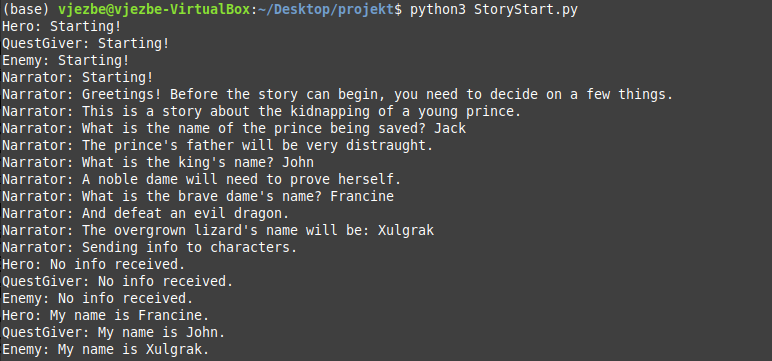 (base) vjezbe@vjezbe-VirtualBox:~/Desktop/projekt$ python3 StoryStart.py
Hero: Starting!
QuestGiver: Starting!
Enemy: Starting!
Narrator: Starting!
Narrator: Greetings! Before the story can begin, you need to decide on a few things.
Narrator: This is a story about the kidnapping of a young prince.
Narrator: What is the name of the prince being saved? Jack
Narrator: The prince's father will be very distraught.
Narrator: What is the king's name? John
Narrator: A noble dame will need to prove herself.
Narrator: What is the brave dame's name? Francine
Narrator: And defeat an evil dragon.
Narrator: The overgrown lizard's name will be: Xulgrak
Narrator: Sending info to characters.
Hero: No info received.
QuestGiver: No info received.
Enemy: No info received.
Hero: My name is Francine.
QuestGiver: My name is John.
Enemy: My name is Xulgrak.